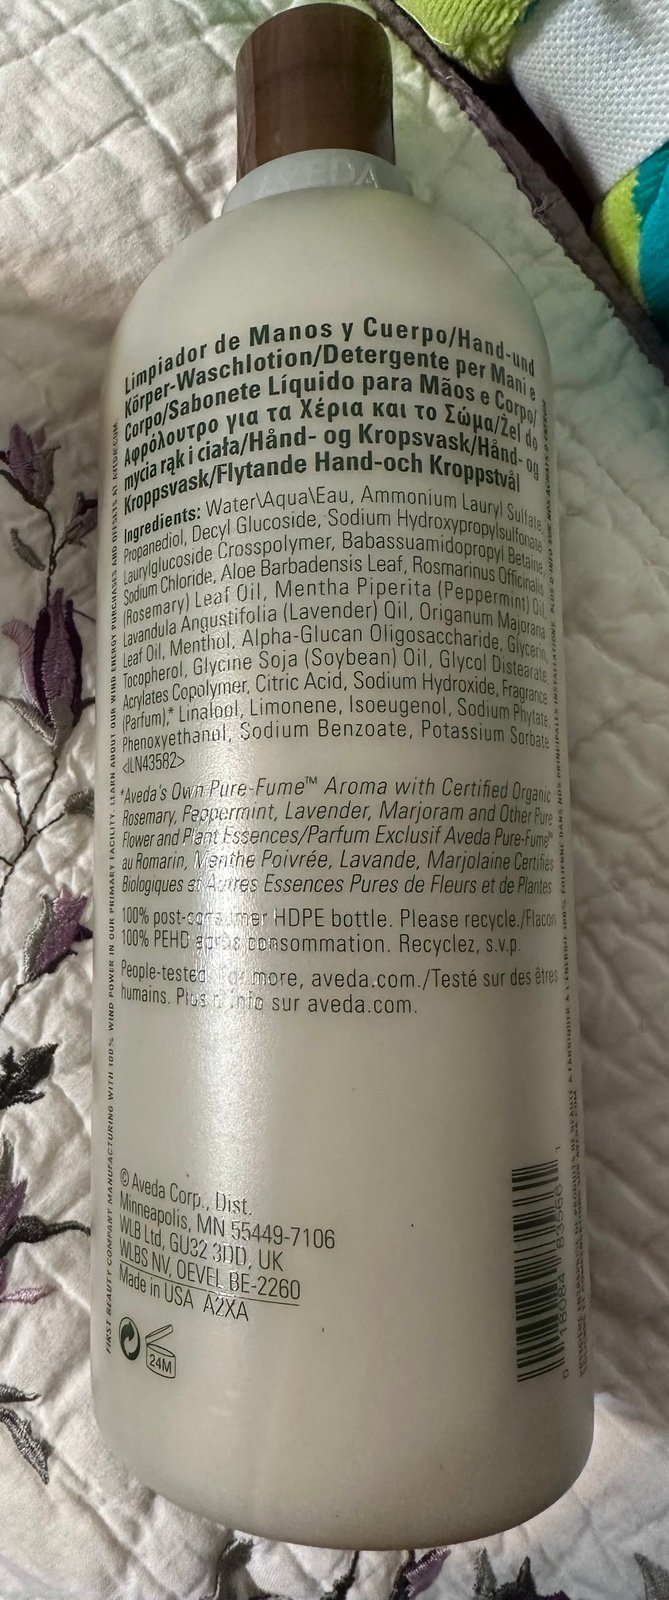 AVEDA
Limpiador de Manos y Cuerpo/Hand-und
Körper-Waschlotion/Detergente per Mani e
Corpo/Sabonete Líquido para Mãos e Corpo/
Αφρόλουτρο για τα Χέρια και το Σώμα/Żel do
mycia rąk i ciała/Hånd- og Kropsvask/Hånd- og
Kroppsvask/Flytande Hand-och Kroppstvål
Ingredients: Water\Aqua\Eau, Ammonium Lauryl Sulfate,
Propanediol, Decyl Glucoside, Sodium Hydroxypropylsulfonate
Laurylglucoside Crosspolymer, Babassuamidopropyl Betaine,
Sodium Chloride, Aloe Barbadensis Leaf, Rosmarinus Officinalis
(Rosemary) Leaf Oil, Mentha Piperita (Peppermint) Oil,
Lavandula Angustifolia (Lavender) Oil, Origanum Majorana
Leaf Oil, Menthol, Alpha-Glucan Oligosaccharide, Glycerin,
Tocopherol, Glycine Soja (Soybean) Oil, Glycol Distearate,
Acrylates Copolymer, Citric Acid, Sodium Hydroxide, Fragrance
(Parfum),* Linalool, Limonene, Isoeugenol, Sodium Phytate,
Phenoxyethanol, Sodium Benzoate, Potassium Sorbate
<ILN43582>
*Aveda's Own Pure-Fume™ Aroma with Certified Organic
Rosemary, Peppermint, Lavender, Marjoram and Other Pure
Flower and Plant Essences/Parfum Exclusif Aveda Pure-Fume™
au Romarin, Menthe Poivrée, Lavande, Marjolaine Certifiés
Biologiques et Autres Essences Pures de Fleurs et de Plantes
100% post-consumer HDPE bottle. Please recycle./Flacon
100% PEHD après consommation. Recyclez, s.v.p.
People-tested. For more, aveda.com./Testé sur des êtres
humains. Plus d'info sur aveda.com.
© Aveda Corp., Dist.
Minneapolis, MN 55449-7106
WLB Ltd, GU32 3DD, UK
WLBS NV, OEVEL BE-2260
Made in USA A2XA
24M
FIRST BEAUTY COMPANY MANUFACTURING WITH 100% WIND POWER IN OUR PRIMARY FACILITY. LEARN ABOUT OUR WIND ENERGY PURCHASES AND OFFSETS AT AVEDA.COM.